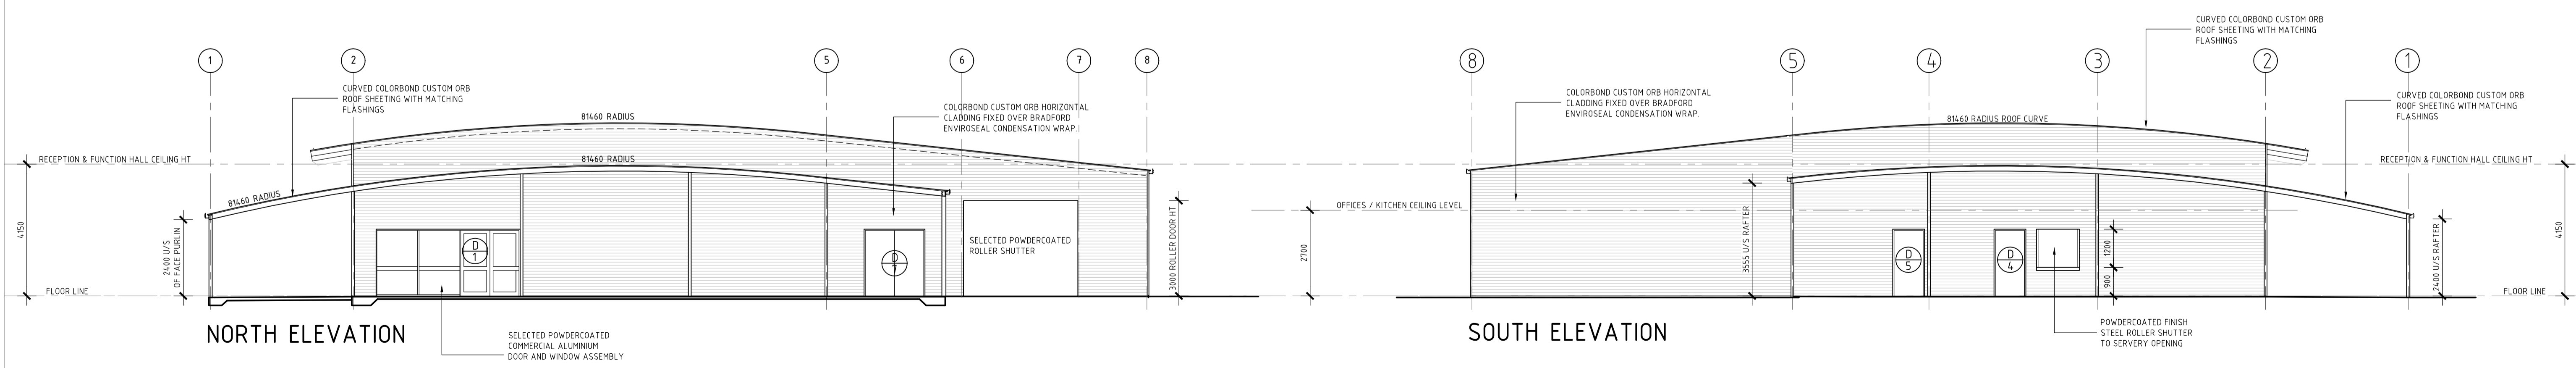 1
2
5
6
7
8
CURVED COLORBOND CUSTOM ORB
ROOF SHEETING WITH MATCHING
FLASHINGS
81460 RADIUS
COLORBOND CUSTOM ORB HORIZONTAL
CLADDING FIXED OVER BRADFORD
ENVIROSEAL CONDENSATION WRAP.
RECEPTION & FUNCTION HALL CEILING HT
81460 RADIUS
81460 RADIUS
4150
2400 U/S
OF FACE PURLIN
D
1
D
7
SELECTED POWDERCOATED
ROLLER SHUTTER
3000 ROLLER DOOR HT
FLOOR LINE
NORTH ELEVATION
SELECTED POWDERCOATED
COMMERCIAL ALUMINIUM
DOOR AND WINDOW ASSEMBLY
8
5
4
3
2
1
CURVED COLORBOND CUSTOM ORB
ROOF SHEETING WITH MATCHING
FLASHINGS
COLORBOND CUSTOM ORB HORIZONTAL
CLADDING FIXED OVER BRADFORD
ENVIROSEAL CONDENSATION WRAP.
CURVED COLORBOND CUSTOM ORB
ROOF SHEETING WITH MATCHING
FLASHINGS
81460 RADIUS ROOF CURVE
RECEPTION & FUNCTION HALL CEILING HT
OFFICES / KITCHEN CEILING LEVEL
2700
3555 U/S RAFTER
D
5
D
4
1200
900
2400 U/S RAFTER
4150
FLOOR LINE
SOUTH ELEVATION
POWDERCOATED FINISH
STEEL ROLLER SHUTTER
TO SERVERY OPENING